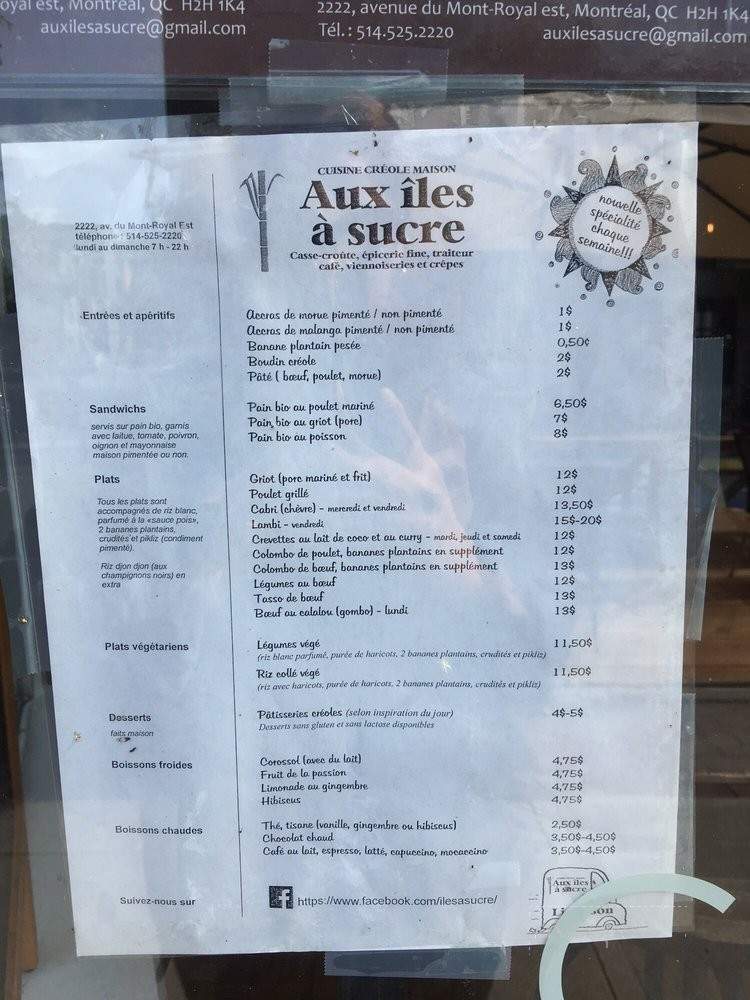 oyal est, Montréal, QC H2H 1K4
auxilesasucre@gmail.com
2222, avenue du Mont-Royal est, Montréal, QC H2H 1K4
Tél.: 514.525.2220
auxilesasucre@gmail.com
CUISINE CRÉOLE MAISON
Aux îles
à sucre
Casse-croûte, épicerie fine, traiteur
café, viennoiseries et crêpes
nouvelle
spécialité
chaque
semaine!!!
2222, av. du Mont-Royal Est
téléphone : 514-525-2220
lundi au dimanche 7 h - 22 h
Entrées et apéritifs
Accras de morue pimenté / non pimenté 1$
Accras de malanga pimenté / non pimenté 1$
Banane plantain pesée 0,50¢
Boudin créole 2$
Pâté ( bœuf, poulet, morue) 2$
Sandwichs
servis sur pain bio, garnis
avec laitue, tomate, poivron,
oignon et mayonnaise
maison pimentée ou non.
Pain bio au poulet mariné 6,50$
Pain bio au griot (porc) 7$
Pain bio au poisson 8$
Plats
Tous les plats sont
accompagnés de riz blanc,
parfumé à la «sauce pois»,
2 bananes plantains,
crudités et pikliz (condiment
pimenté).
Riz djon djon (aux
champignons noirs) en
extra
Griot (porc mariné et frit) 12$
Poulet grillé 12$
Cabri (chèvre) - mercredi et vendredi 13,50$
Lambi - vendredi 15$-20$
Crevettes au lait de coco et au curry - mardi, jeudi et samedi 12$
Colombo de poulet, bananes plantains en supplément 12$
Colombo de bœuf, bananes plantains en supplément 13$
Légumes au bœuf 12$
Tasso de bœuf 13$
Bœuf au calalou (gombo) - lundi 13$
Plats végétariens
Légumes végé 11,50$
(riz blanc parfumé, purée de haricots, 2 bananes plantains, crudités et pikliz)
Riz collé végé 11,50$
(riz avec haricots, purée de haricots, 2 bananes plantains, crudités et pikliz)
Desserts
faits maison
Pâtisseries créoles (selon inspiration du jour) 4$-5$
Desserts sans gluten et sans lactose disponibles
Boissons froides
Corossol (avec du lait) 4,75$
Fruit de la passion 4,75$
Limonade au gingembre 4,75$
Hibiscus 4,75$
Boissons chaudes
Thé, tisane (vanille, gingembre ou hibiscus) 2,50$
Chocolat chaud 3,50$-4,50$
Café au lait, espresso, latté, capuccino, mocaccino 3,50$-4,50$
Suivez-nous sur
f https://www.facebook.com/ilesasucre/
Aux îles
à sucre